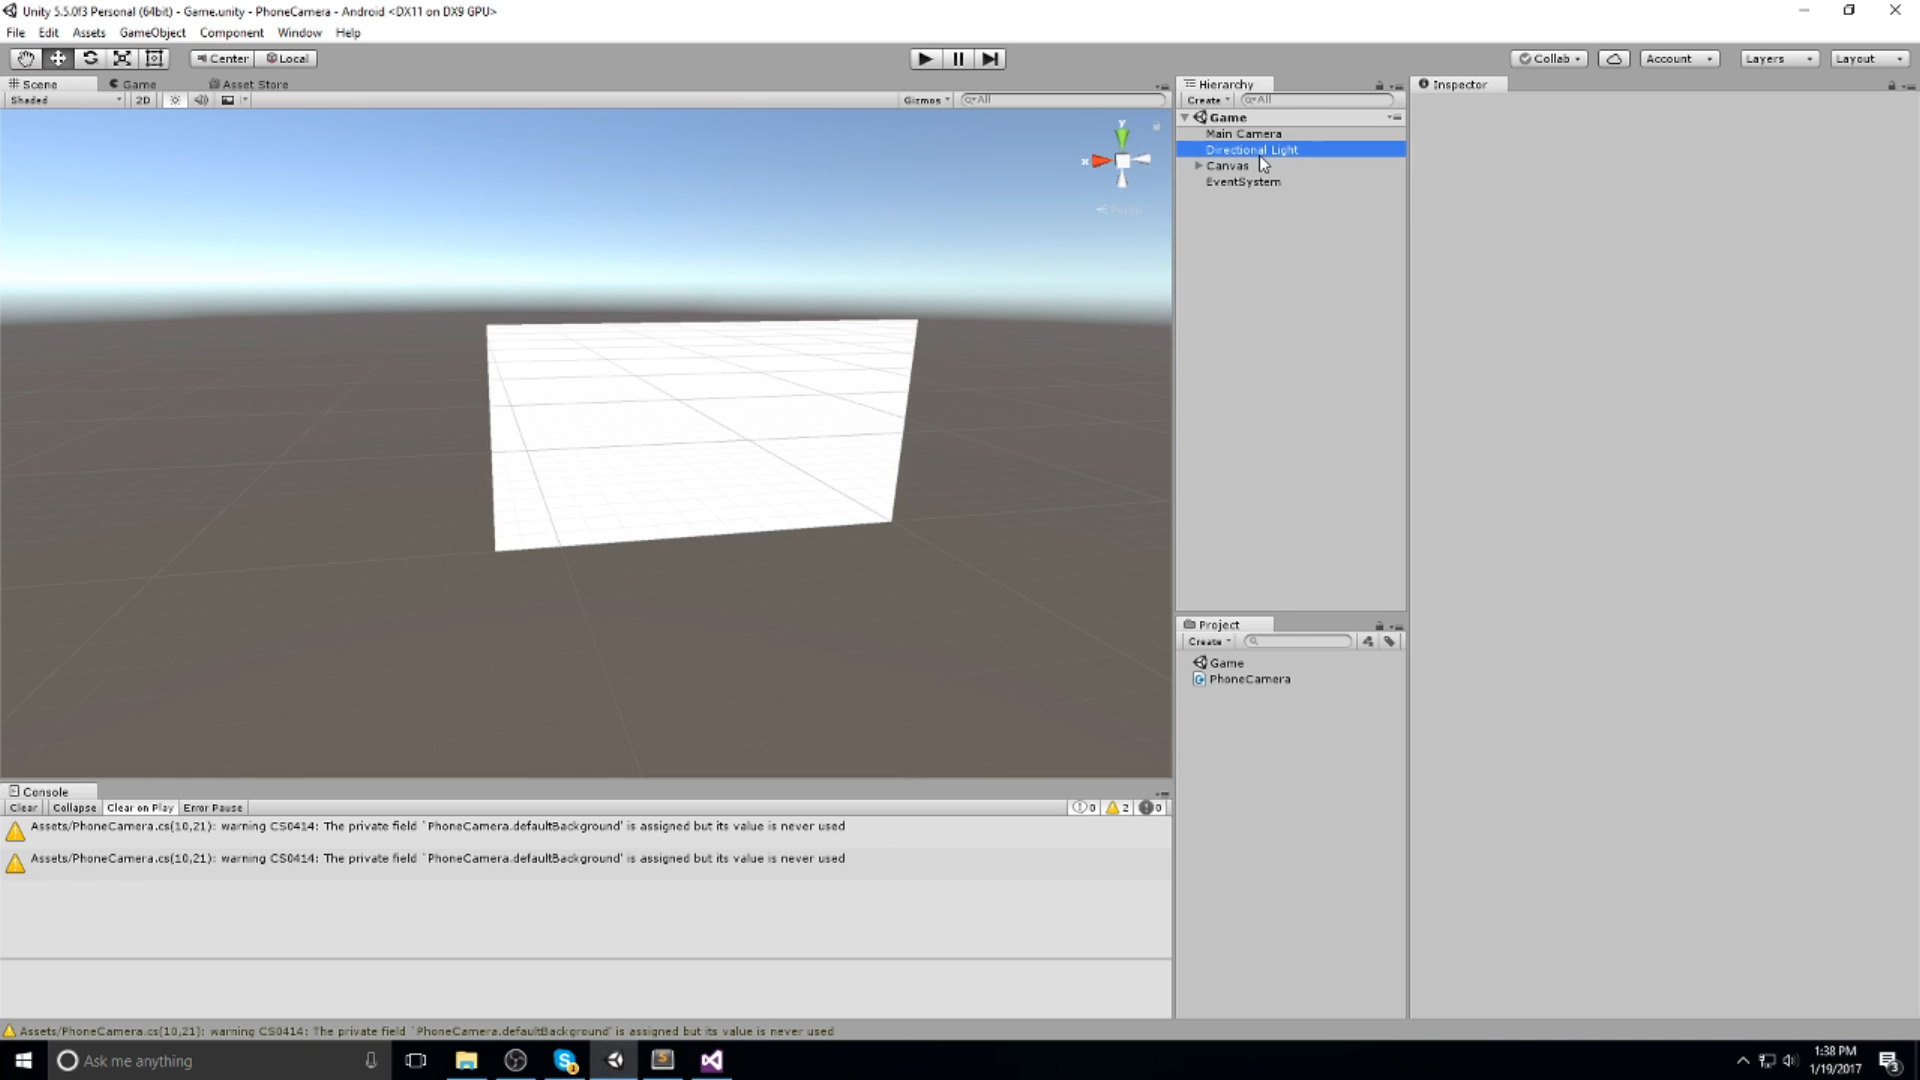 Unity 5.5.0f3 Personal (64bit) - Game.unity - PhoneCamera - Android <DX11 on DX9 GPU>
File Edit Assets GameObject Component Window Help
Center Local Collab Account Layers Layout
Scene Game Asset Store
Shaded 2D Gizmos All
Hierarchy
Create All
Inspector
Game
Main Camera
Directional Light
Canvas
EventSystem
y
x
Persp
Project
Create
Game
PhoneCamera
Console
Clear Collapse Clear on Play Error Pause 0 2 0
Assets/PhoneCamera.cs(10,21): warning CS0414: The private field `PhoneCamera.defaultBackground' is assigned but its value is never used
Assets/PhoneCamera.cs(10,21): warning CS0414: The private field `PhoneCamera.defaultBackground' is assigned but its value is never used
Assets/PhoneCamera.cs(10,21): warning CS0414: The private field `PhoneCamera.defaultBackground' is assigned but its value is never used
Ask me anything
1:38 PM
1/19/2017
3